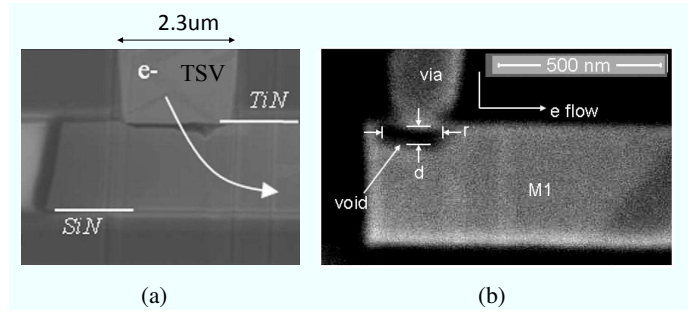 2.3um
e-
TSV
TiN
SiN
(a)
via
500 nm
e flow
r
d
void
M1
(b)